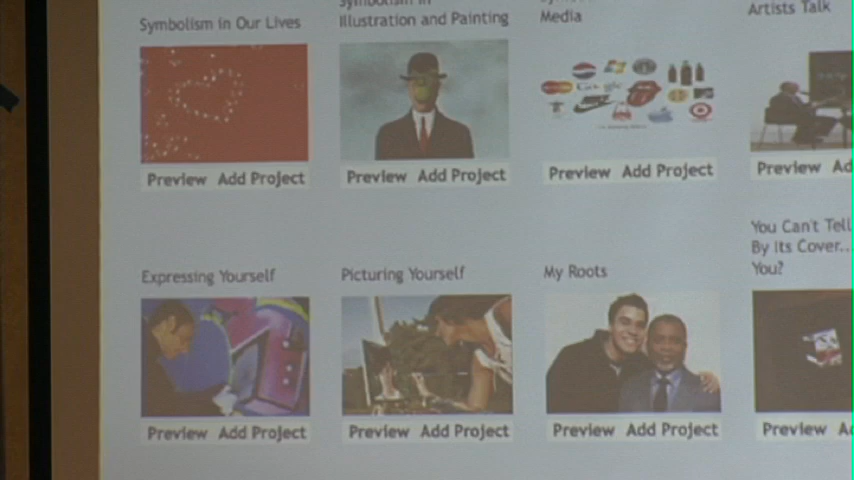 Symbolism in Our Lives
Symbolism in
Illustration and Painting
Media
Artists Talk
Google
Preview Add Project
Preview Add Project
Preview Add Project
Preview Ad
Expressing Yourself
Picturing Yourself
My Roots
You Can't Tell
By Its Cover..
You?
Preview Add Project
Preview Add Project
Preview Add Project
Preview A